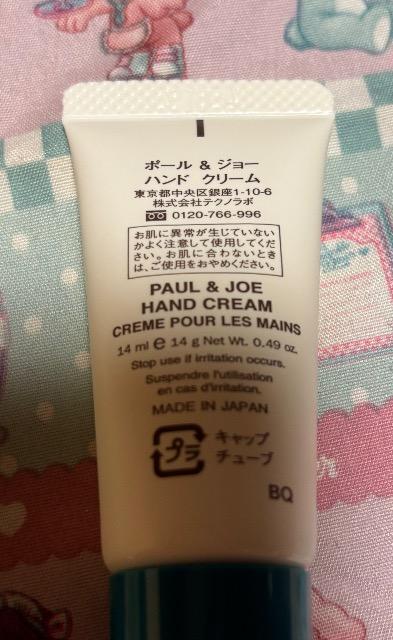 ポール & ジョー
ハンド クリーム
東京都中央区銀座1-10-6
株式会社テクノラボ
0120-766-996
お肌に異常が生じていない
かよく注意して使用してくだ
さい。お肌に合わないとき
は、ご使用をおやめください。
PAUL & JOE
HAND CREAM
CREME POUR LES MAINS
14 ml e 14 g Net Wt. 0.49 oz.
Stop use if irritation occurs.
Suspendre l'utilisation
en cas d'irritation.
MADE IN JAPAN
プラ
キャップ
チューブ
BQ